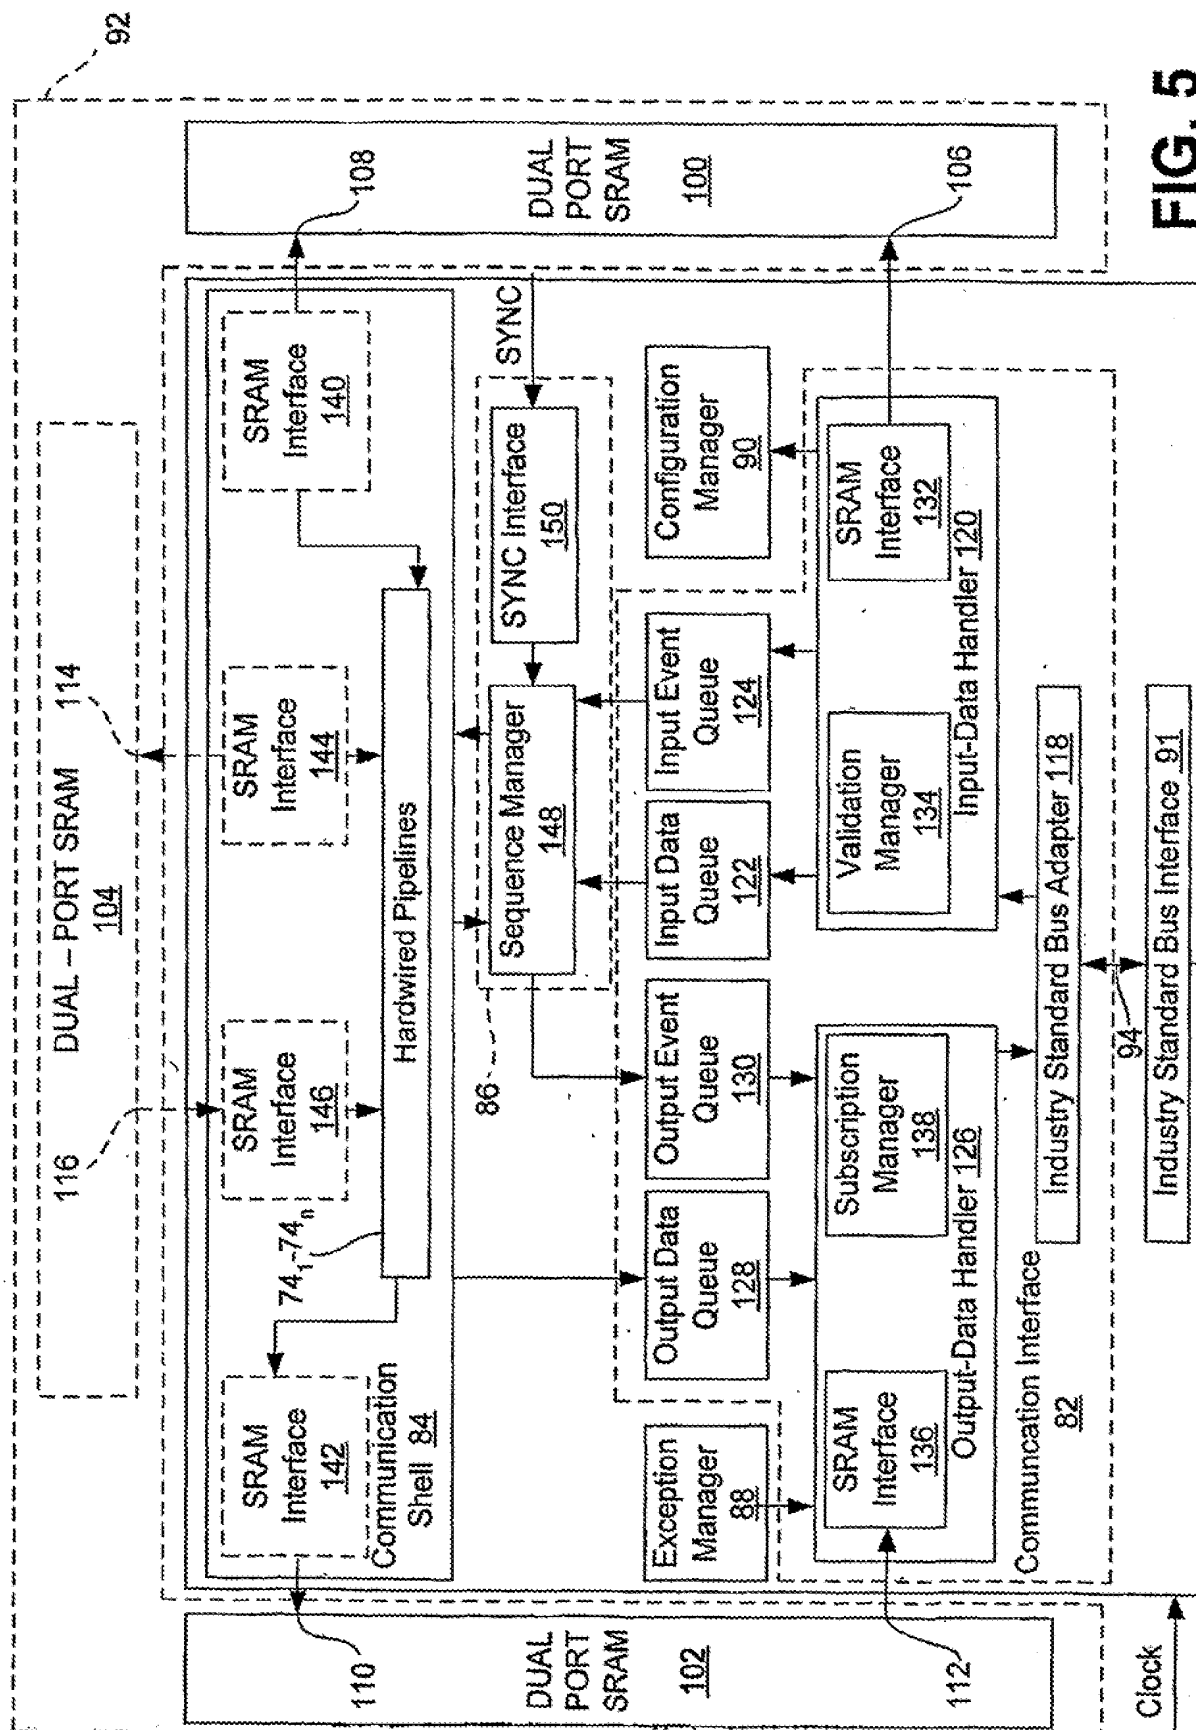 92
DUAL – PORT SRAM
104
116
114
DUAL
PORT
SRAM
102
110
112
DUAL
PORT
SRAM
100
108
106
SRAM
Interface
142
SRAM
Interface
146
SRAM
Interface
144
SRAM
Interface
140
74₁-74ₙ
Hardwired Pipelines
Communication
Shell 84
86
Sequence Manager
148
SYNC Interface
150
SYNC
Exception
Manager
88
Output Data
Queue
128
Output Event
Queue
130
Input Data
Queue
122
Input Event
Queue
124
Configuration
Manager
90
SRAM
Interface
136
Subscription
Manager
138
Output-Data Handler 126
Validation
Manager
134
SRAM
Interface
132
Input-Data Handler 120
Communcation Interface
82
Industry Standard Bus Adapter 118
94
Industry Standard Bus Interface 91
Clock
FIG. 5